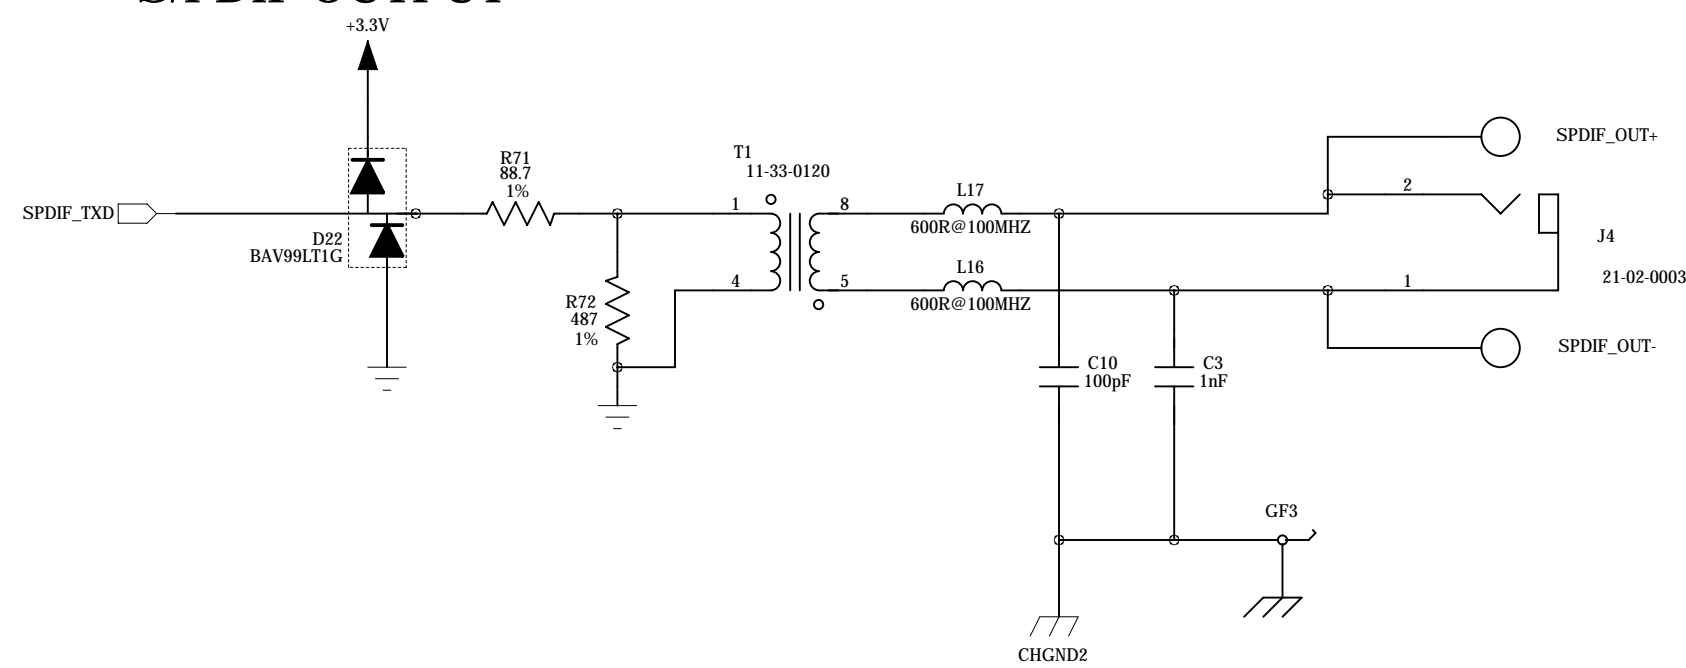 S/PDIF OUTPUT
+3.3V
SPDIF_TXD
D22
BAV99LT1G
R71
88.7
1%
R72
487
1%
T1
11-33-0120
1
4
8
5
L17
600R@100MHZ
L16
600R@100MHZ
C10
100pF
C3
1nF
GF3
CHGND2
SPDIF_OUT+
2
J4
21-02-0003
1
SPDIF_OUT-